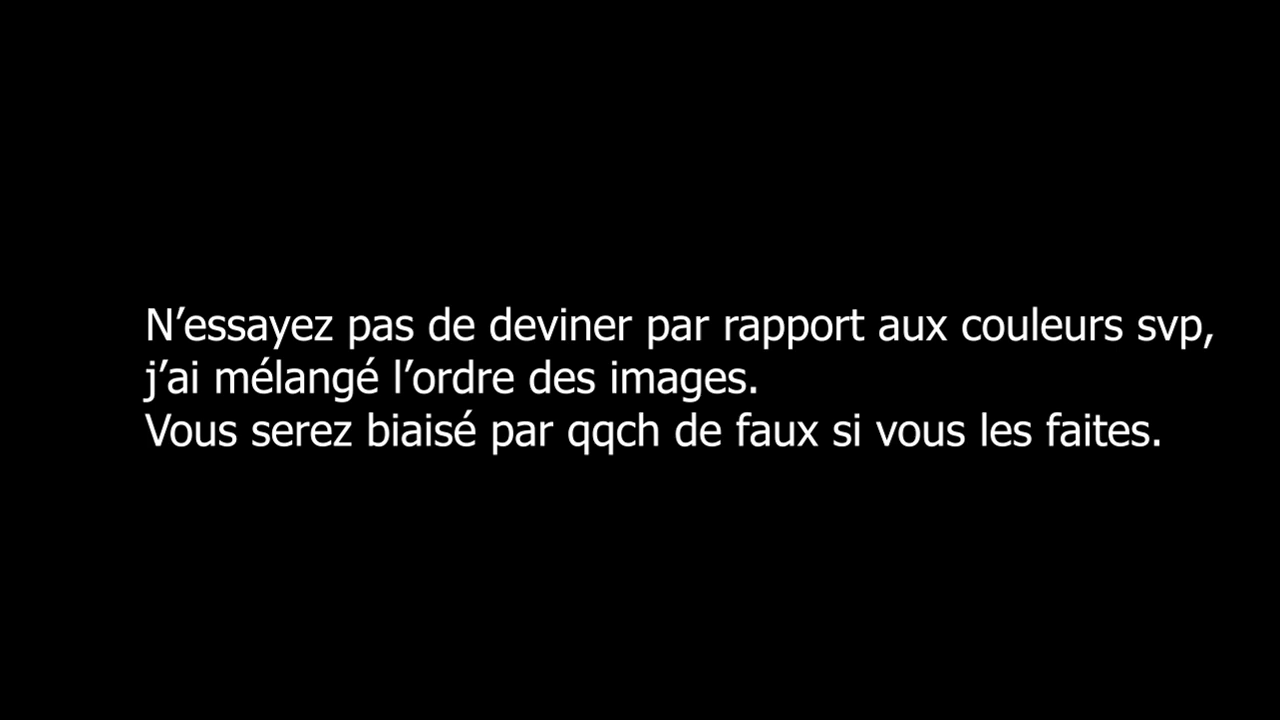 N’essayez pas de deviner par rapport aux couleurs svp,
j’ai mélangé l’ordre des images.
Vous serez biaisé par qqch de faux si vous les faites.